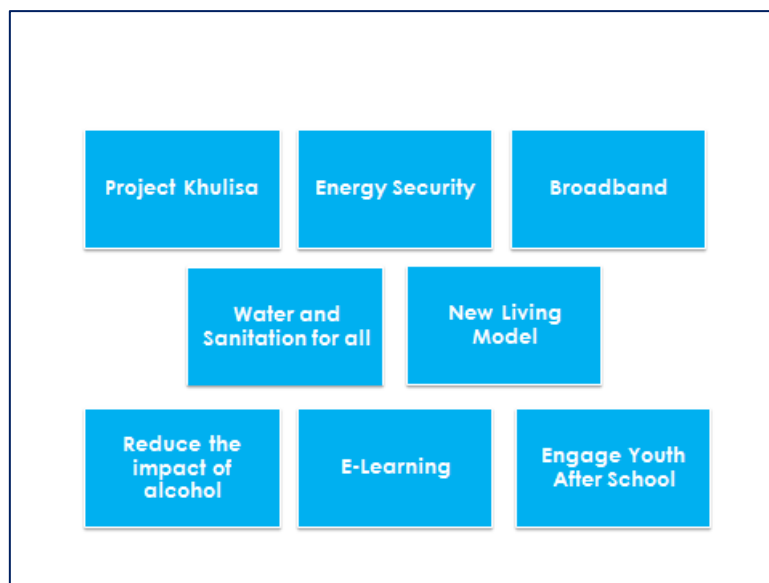 Project Khulisa
Energy Security
Broadband
Water and
Sanitation for all
New Living
Model
Reduce the
impact of
alcohol
E-Learning
Engage Youth
After School